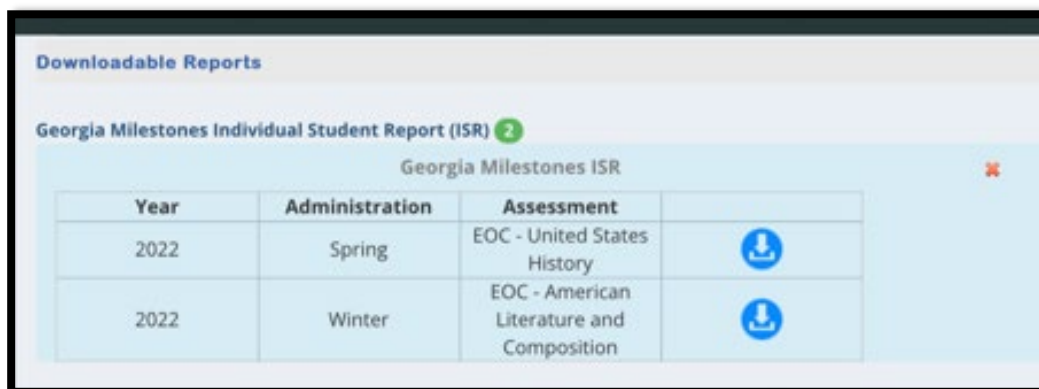 Downloadable Reports
Georgia Milestones Individual Student Report (ISR) 2
Georgia Milestones ISR
Year Administration Assessment
2022 Spring EOC - United States
History
2022 Winter EOC - American
Literature and
Composition